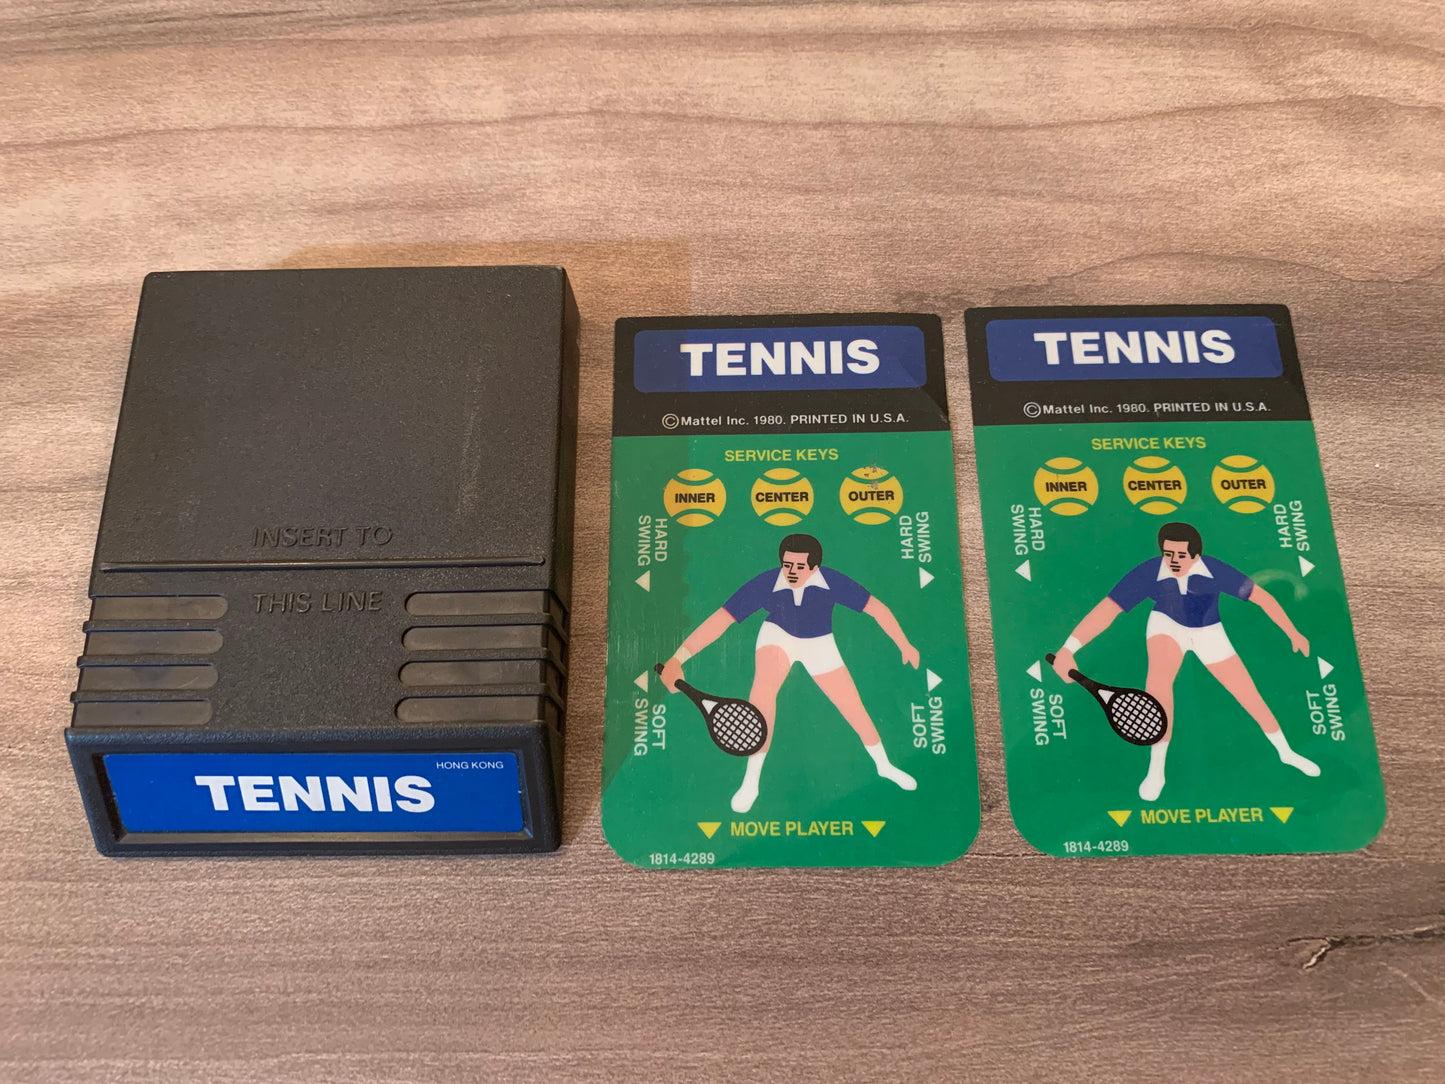 INSERT TO
THIS LINE
HONG KONG
TENNIS
TENNIS
©Mattel Inc. 1980. PRINTED IN U.S.A.
SERVICE KEYS
INNER CENTER OUTER
HARD
SWING
HARD
SWING
SOFT
SWING
SOFT
SWING
MOVE PLAYER
1814-4289
TENNIS
©Mattel Inc. 1980. PRINTED IN U.S.A.
SERVICE KEYS
INNER CENTER OUTER
HARD
SWING
HARD
SWING
SOFT
SWING
SOFT
SWING
MOVE PLAYER
1814-4289